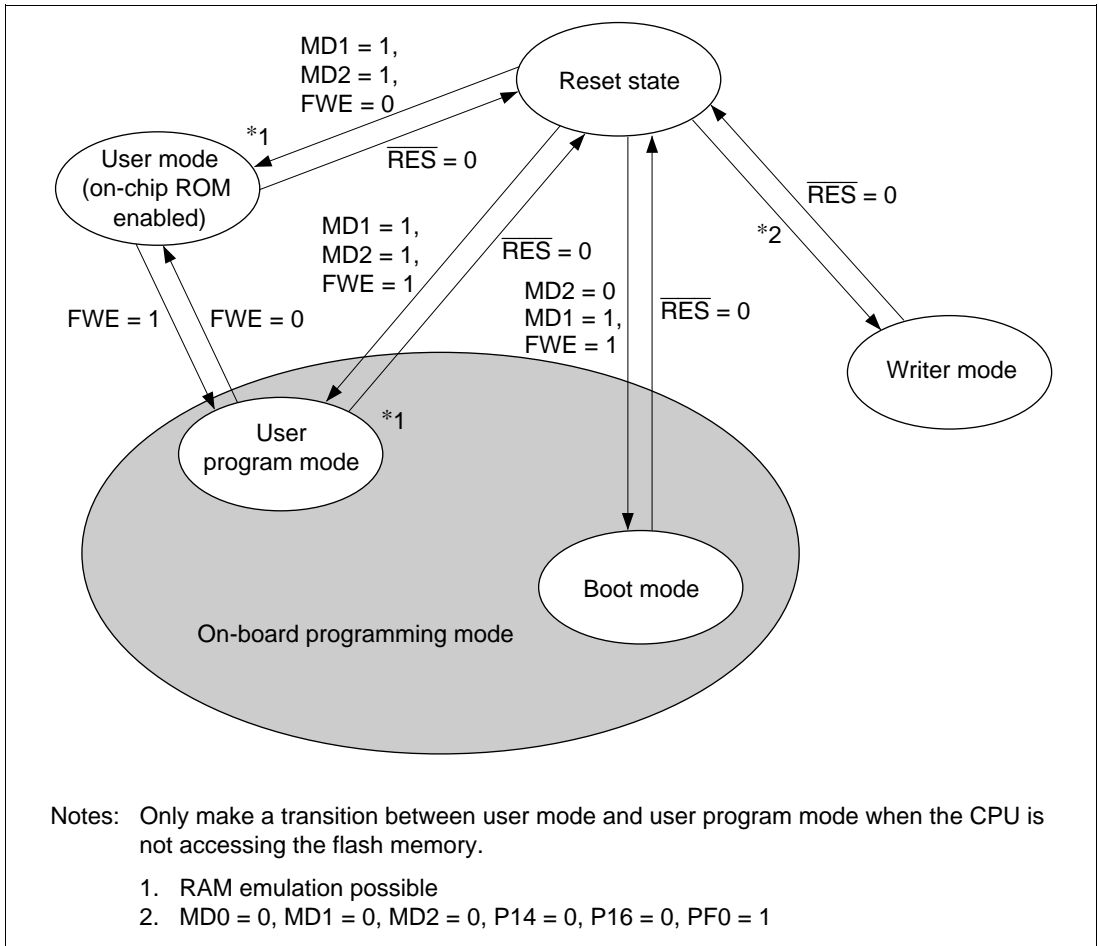 MD1 = 1,
MD2 = 1,
FWE = 0
Reset state
*1
User mode
(on-chip ROM
enabled)
R̅E̅S̅ = 0
R̅E̅S̅ = 0
*2
MD1 = 1,
MD2 = 1,
FWE = 1
R̅E̅S̅ = 0
MD2 = 0
MD1 = 1,
FWE = 1
R̅E̅S̅ = 0
FWE = 1
FWE = 0
Writer mode
*1
User
program mode
Boot mode
On-board programming mode
Notes: Only make a transition between user mode and user program mode when the CPU is
not accessing the flash memory.
1. RAM emulation possible
2. MD0 = 0, MD1 = 0, MD2 = 0, P14 = 0, P16 = 0, PF0 = 1